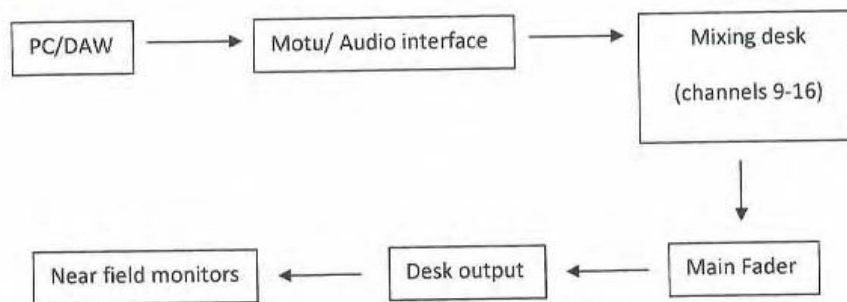 PC/DAW
Motu/ Audio interface
Mixing desk
(channels 9-16)
Main Fader
Desk output
Near field monitors